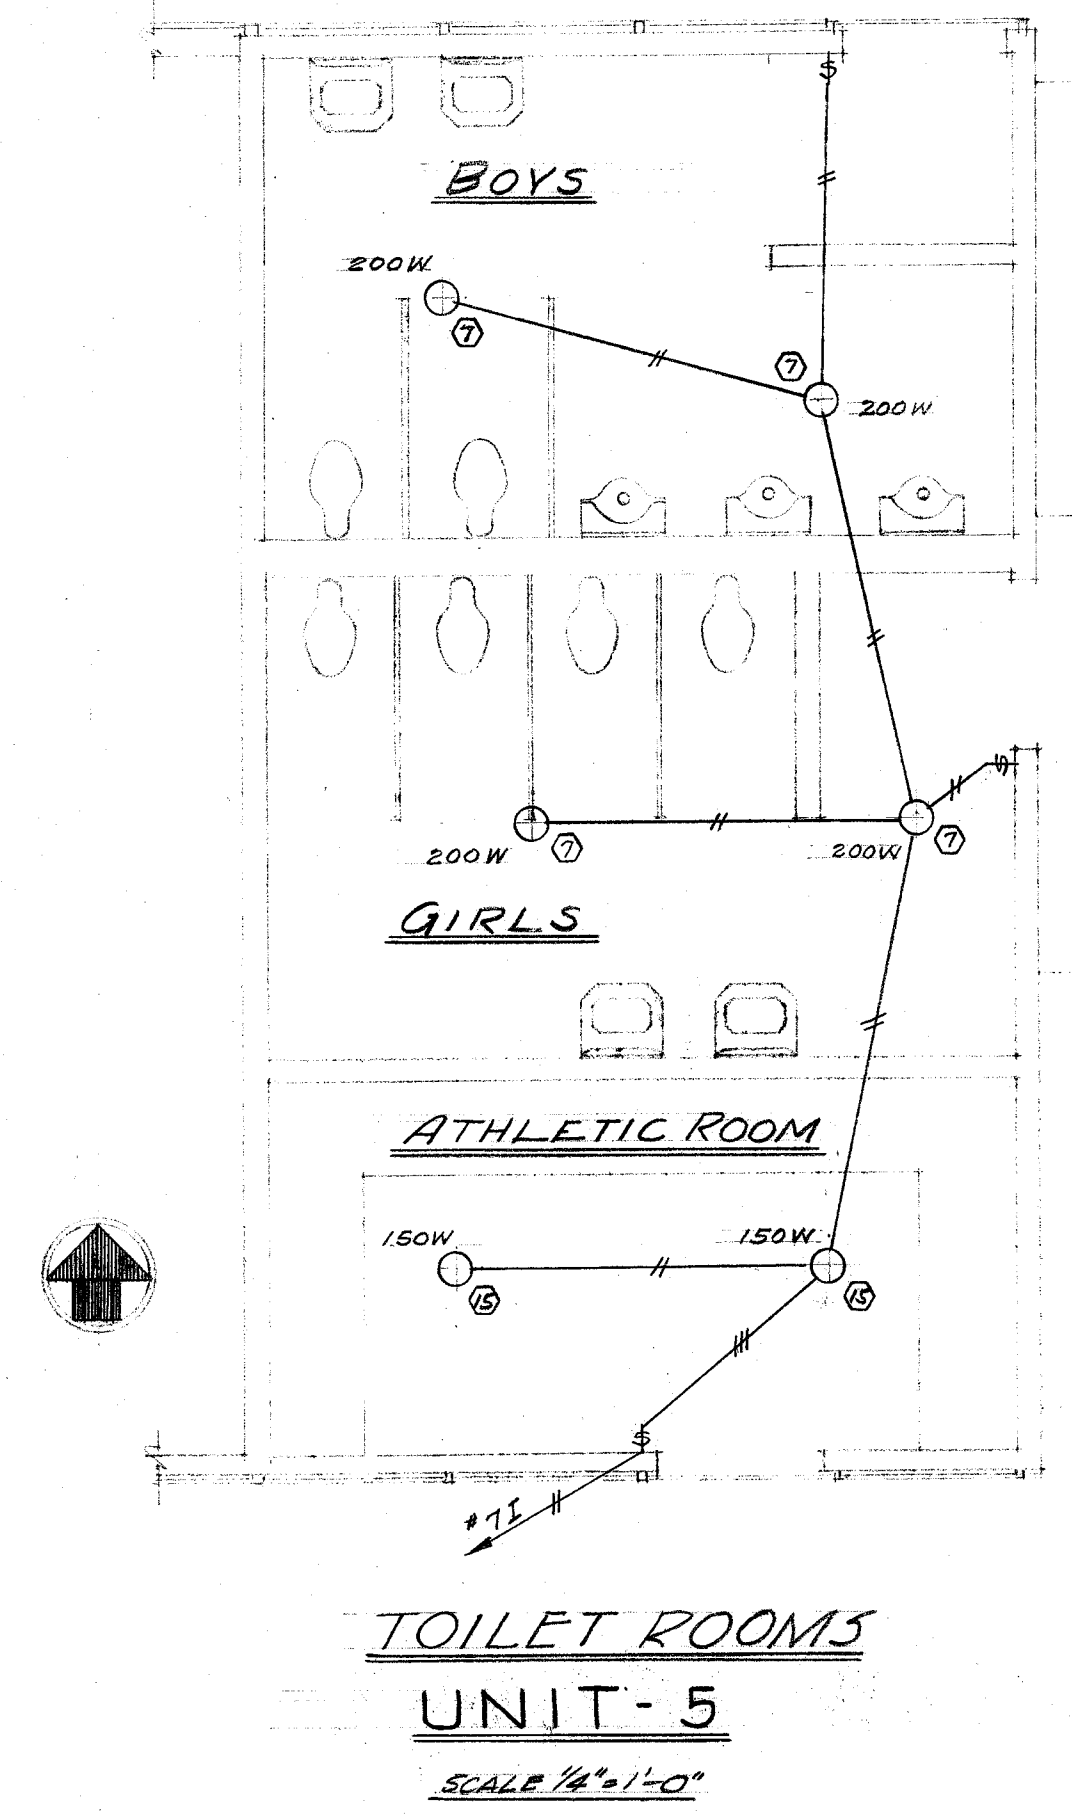 $
BOYS
200W
7
7
200W
$
200W 7
200W 7
GIRLS
ATHLETIC ROOM
150W
150W
15
15
$
#7I
TOILET ROOMS
UNIT-5
SCALE 1/4"=1'-0"